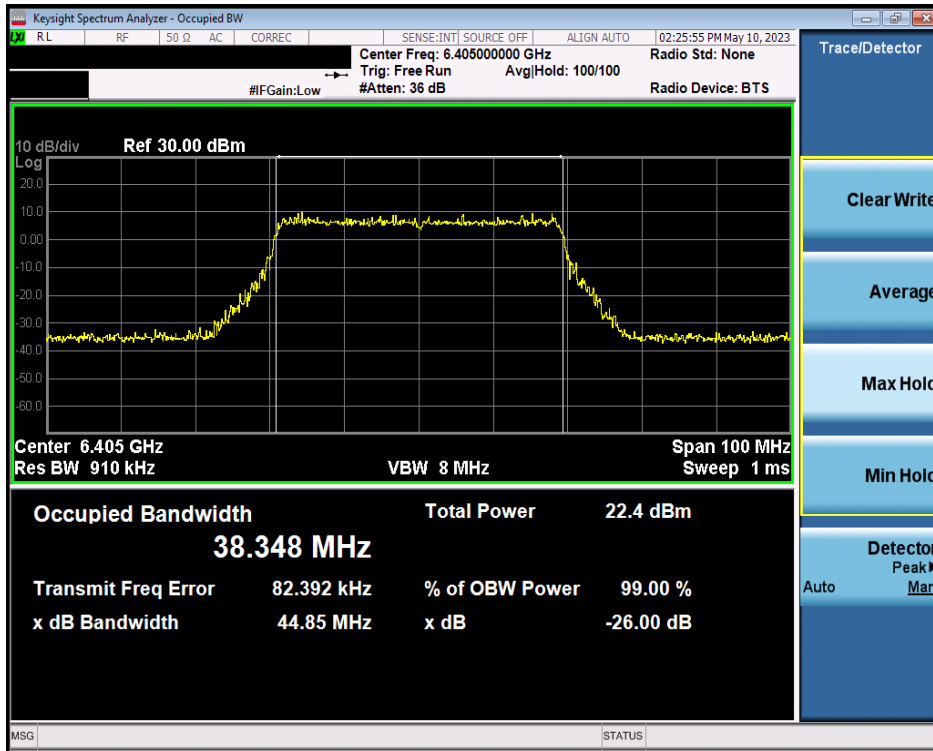 Keysight Spectrum Analyzer - Occupied BW
LXI RL RF 50 Ω AC CORREC SENSE:INT SOURCE OFF ALIGN AUTO 02:25:55 PM May 10, 2023
Center Freq: 6.405000000 GHz Radio Std: None
Trig: Free Run Avg|Hold: 100/100
#IFGain:Low #Atten: 36 dB Radio Device: BTS
Trace/Detector
10 dB/div Ref 30.00 dBm
Log
20.0
10.0
0.00
-10.0
-20.0
-30.0
-40.0
-50.0
-60.0
Center 6.405 GHz Span 100 MHz
Res BW 910 kHz VBW 8 MHz Sweep 1 ms
Occupied Bandwidth Total Power 22.4 dBm
38.348 MHz
Transmit Freq Error 82.392 kHz % of OBW Power 99.00 %
x dB Bandwidth 44.85 MHz x dB -26.00 dB
Clear Write
Average
Max Hold
Min Hold
Detector
Peak
Auto Man
MSG STATUS